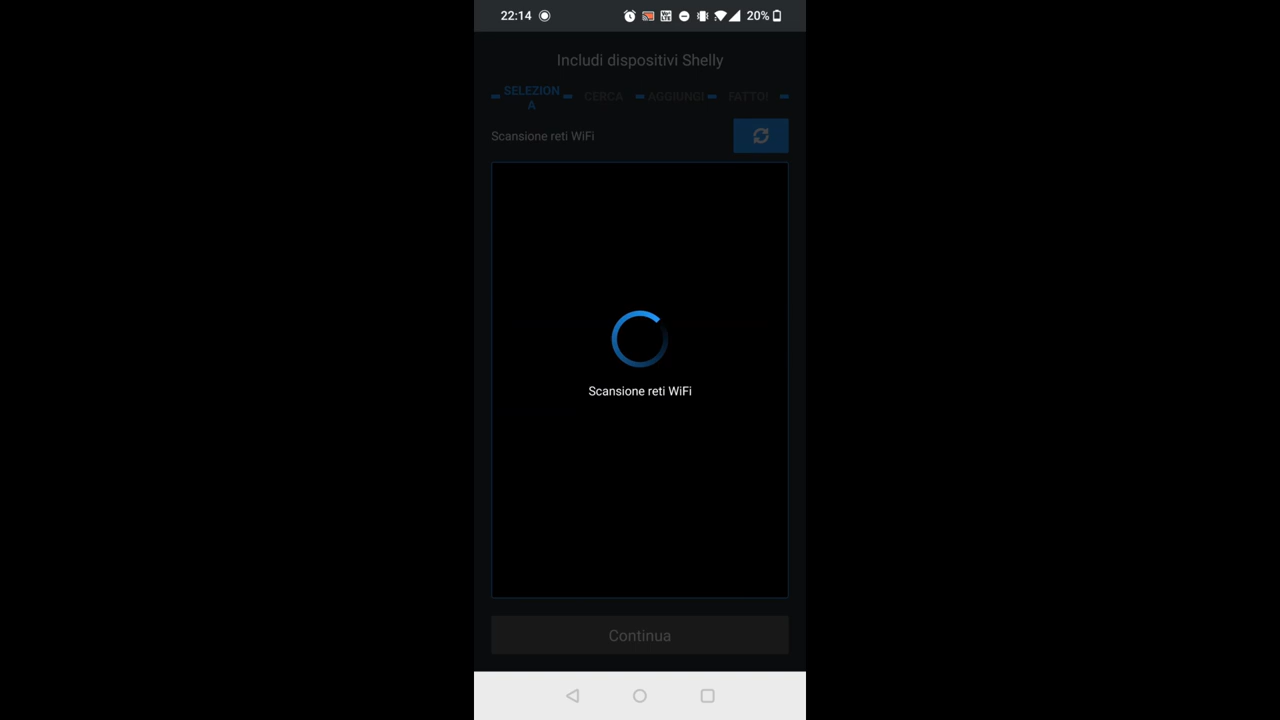 22:14
20%
Includi dispositivi Shelly
SELEZION
A
CERCA
AGGIUNGI
FATTO!
Scansione reti WiFi
Scansione reti WiFi
Continua